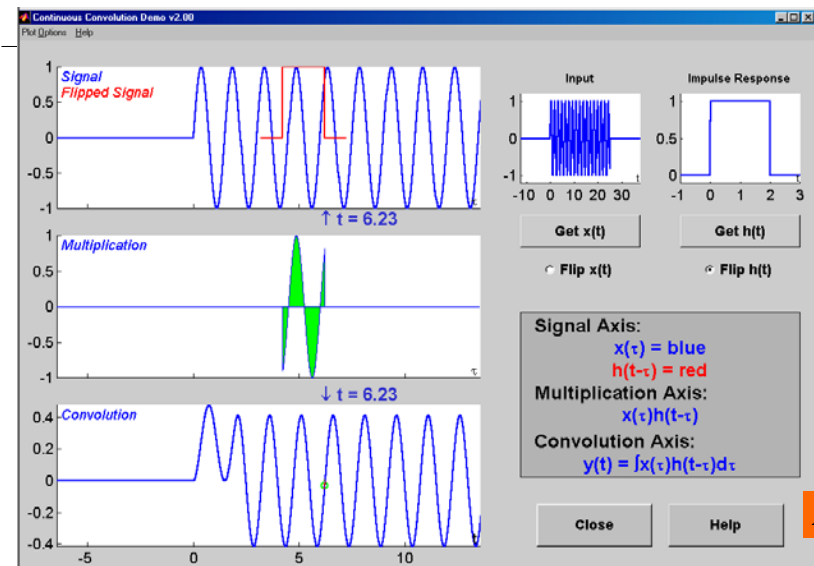 Continuous Convolution Demo v2.00
Plot Options Help
Signal
Flipped Signal
1
0.5
0
-0.5
-1
τ
↑ t = 6.23
Multiplication
1
0.5
0
-0.5
-1
τ
↓ t = 6.23
Convolution
0.4
0.2
0
-0.2
-0.4
t
-5 0 5 10
Input
1
0
-1
t
-10 0 10 20 30
Impulse Response
1
0.5
0
t
-1 0 1 2 3
Get x(t)
Get h(t)
Flip x(t)
Flip h(t)
Signal Axis:
x(τ) = blue
h(t-τ) = red
Multiplication Axis:
x(τ)h(t-τ)
Convolution Axis:
y(t) = ∫x(τ)h(t-τ)dτ
Close
Help